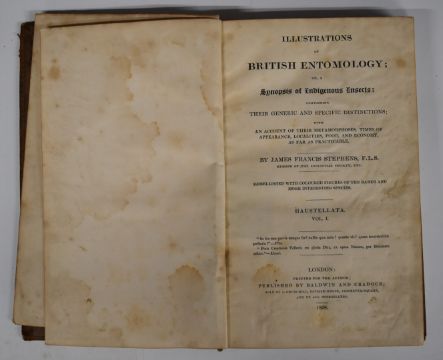 ILLUSTRATIONS
OF
BRITISH ENTOMOLOGY;
OR, A
Synopsis of Indigenous Insects:
CONTAINING
THEIR GENERIC AND SPECIFIC DISTINCTIONS;
WITH
AN ACCOUNT OF THEIR METAMORPHOSES, TIMES OF
APPEARANCE, LOCALITIES, FOOD, AND ECONOMY,
AS FAR AS PRACTICABLE.
BY JAMES FRANCIS STEPHENS, F.L.S.
EMBELLISHED WITH COLOURED FIGURES OF THE RARER AND
MORE INTERESTING SPECIES.
HAUSTELLATA.
VOL. I.
LONDON:
PRINTED FOR THE AUTHOR;
PUBLISHED BY BALDWIN AND CRADOCK;
1828.